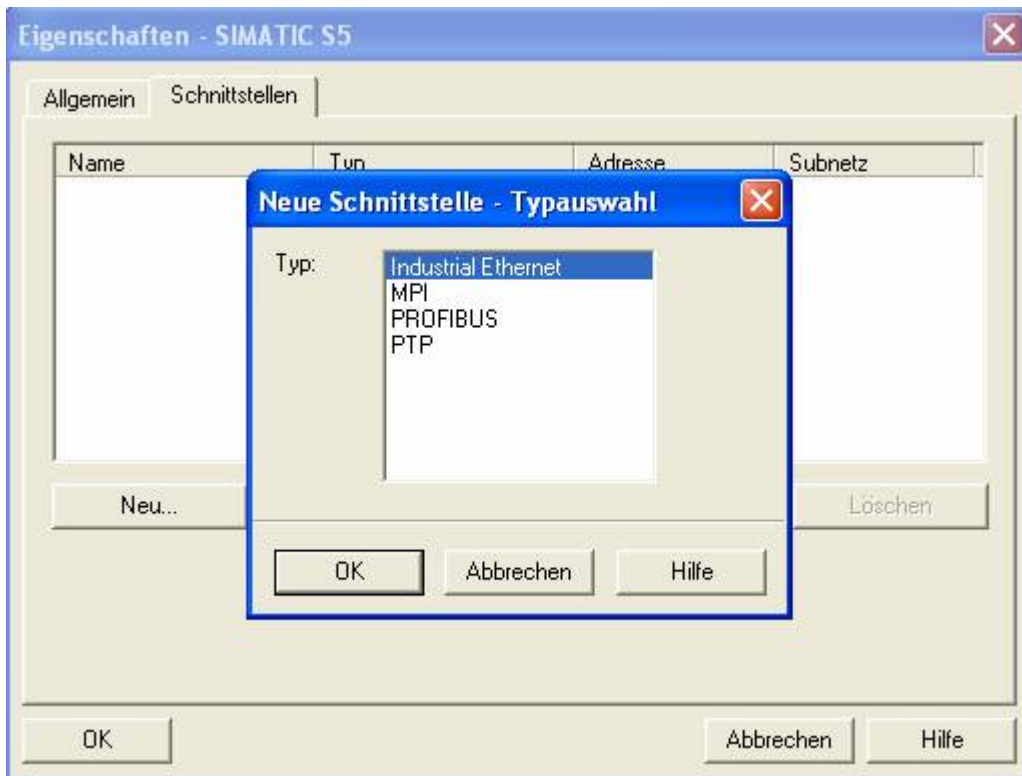 Eigenschaften - SIMATIC S5
Allgemein Schnittstellen
Name Typ Adresse Subnetz
Neue Schnittstelle - Typauswahl
Typ:
Industrial Ethernet
MPI
PROFIBUS
PTP
Neu...
Löschen
OK Abbrechen Hilfe
OK Abbrechen Hilfe